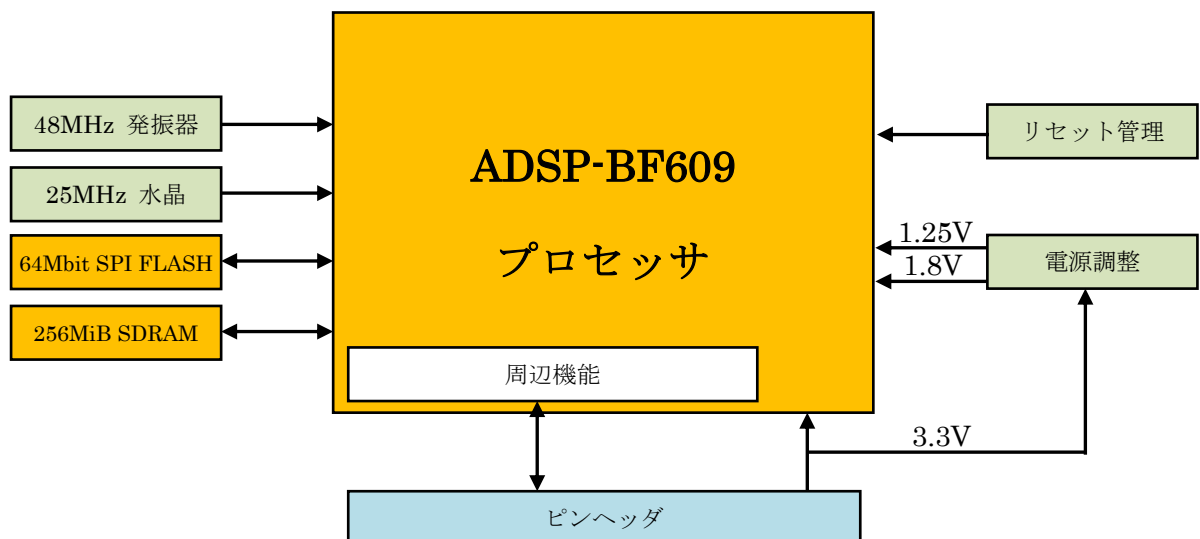 48MHz 発振器
25MHz 水晶
64Mbit SPI FLASH
256MiB SDRAM
ADSP-BF609
プロセッサ
周辺機能
リセット管理
1.25V
1.8V
電源調整
3.3V
ピンヘッダ